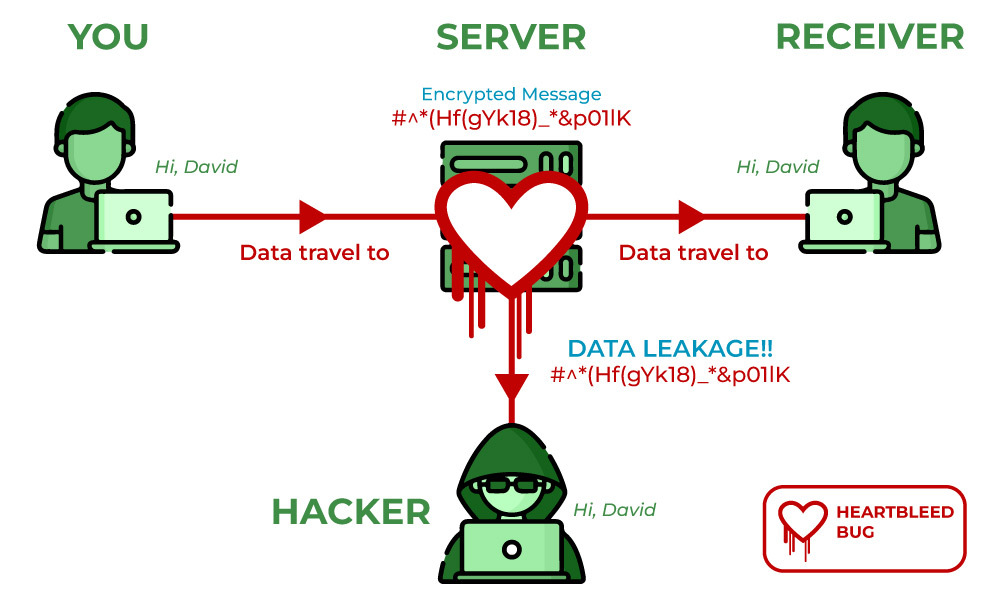 YOU
SERVER
RECEIVER
Encrypted Message
#^*(Hf(gYk18)_*&p01lK
Hi, David
Hi, David
Data travel to
Data travel to
DATA LEAKAGE!!
#^*(Hf(gYk18)_*&p01lK
HACKER
Hi, David
HEARTBLEED
BUG